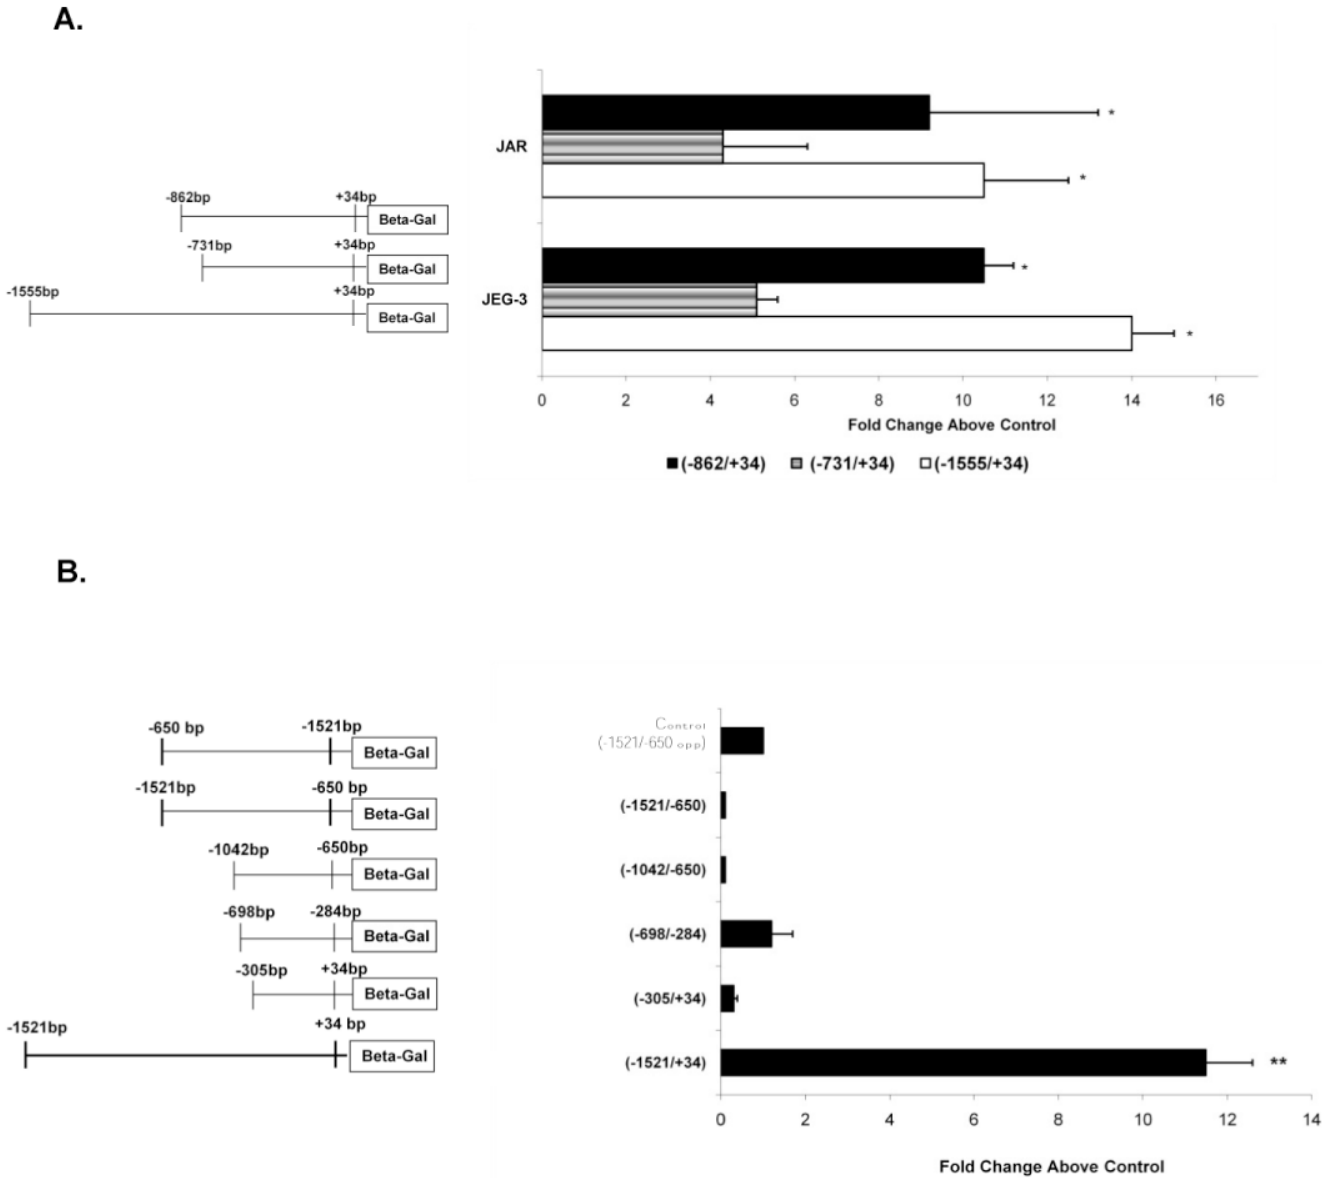 A.
JAR
-862bp +34bp
Beta-Gal
-731bp +34bp
Beta-Gal
-1555bp +34bp
Beta-Gal
*
*
JEG-3
*
*
0 2 4 6 8 10 12 14 16
Fold Change Above Control
(-862/+34) (-731/+34) (-1555/+34)
B.
-650 bp -1521bp
Beta-Gal
-1521bp -650 bp
Beta-Gal
-1042bp -650bp
Beta-Gal
-698bp -284bp
Beta-Gal
-305bp +34bp
Beta-Gal
-1521bp +34 bp
Beta-Gal
Control
(-1521/-650 opp)
(-1521/-650)
(-1042/-650)
(-698/-284)
(-305/+34)
(-1521/+34)
**
0 2 4 6 8 10 12 14
Fold Change Above Control